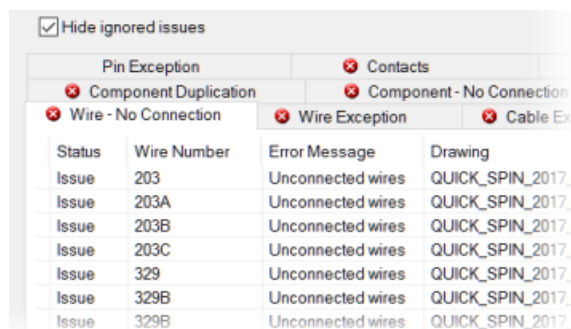 Hide ignored issues
Pin Exception Contacts
Component Duplication Component - No Connection
Wire - No Connection Wire Exception Cable Ex
Status Wire Number Error Message Drawing
Issue 203 Unconnected wires QUICK_SPIN_2017_
Issue 203A Unconnected wires QUICK_SPIN_2017_
Issue 203B Unconnected wires QUICK_SPIN_2017_
Issue 203C Unconnected wires QUICK_SPIN_2017_
Issue 329 Unconnected wires QUICK_SPIN_2017_
Issue 329B Unconnected wires QUICK_SPIN_2017_
Issue 329B Unconnected wires QUICK_SPIN_2017_